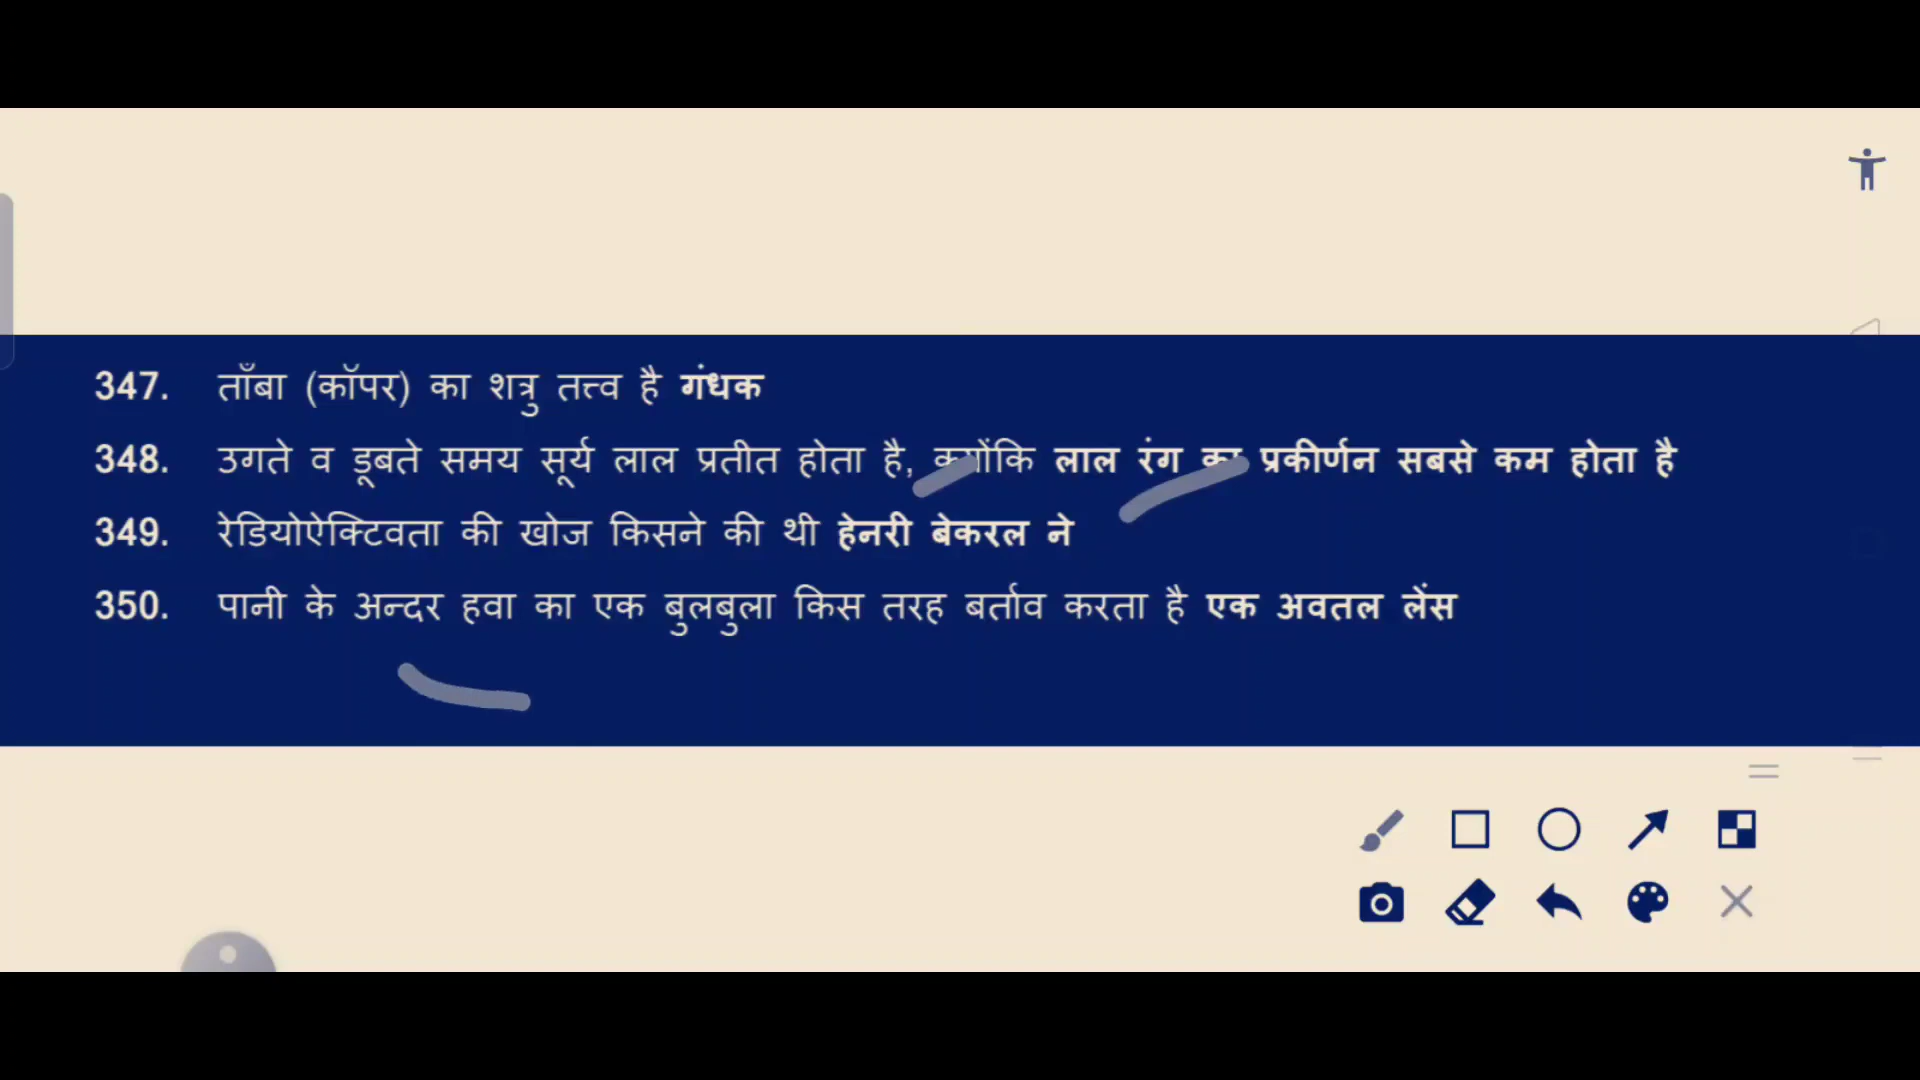 347. ताँबा (कॉपर) का शत्रु तत्त्व है गंधक
348. उगते व डूबते समय सूर्य लाल प्रतीत होता है, क्योंकि लाल रंग का प्रकीर्णन सबसे कम होता है
349. रेडियोऐक्टिवता की खोज किसने की थी हेनरी बेकरल ने
350. पानी के अन्दर हवा का एक बुलबुला किस तरह बर्ताव करता है एक अवतल लेंस